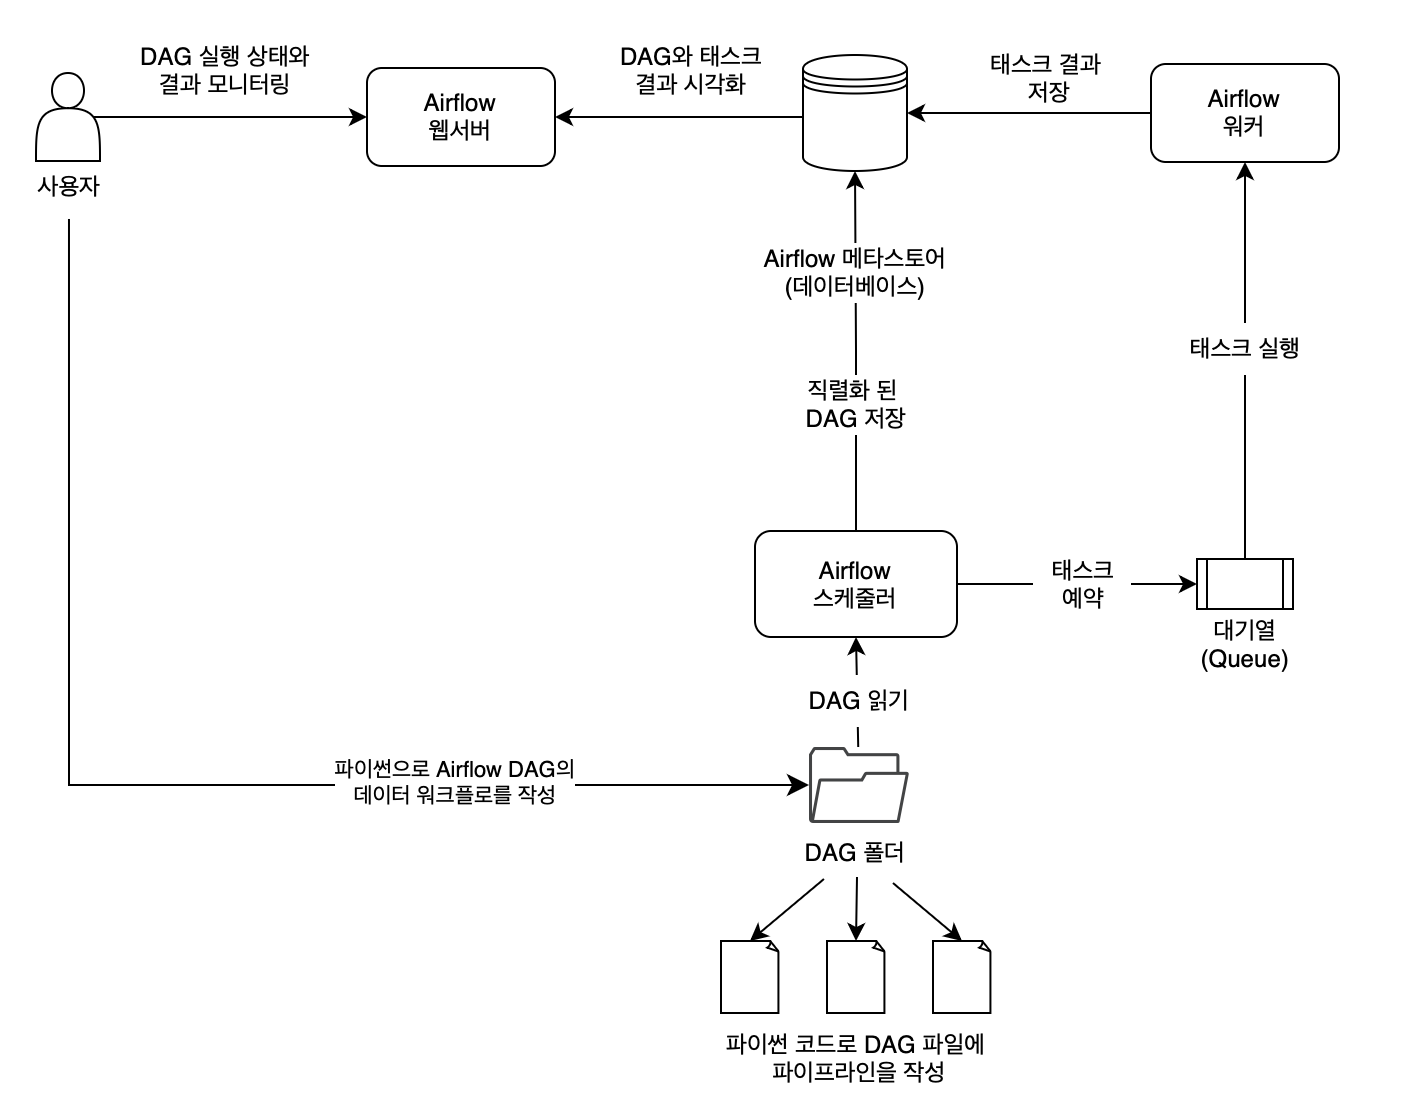 DAG 실행 상태와
결과 모니터링
DAG와 태스크
결과 시각화
태스크 결과
저장
Airflow
웹서버
Airflow
워커
사용자
Airflow 메타스토어
(데이터베이스)
태스크 실행
직렬화 된
DAG 저장
Airflow
스케줄러
태스크
예약
대기열
(Queue)
DAG 읽기
파이썬으로 Airflow DAG의
데이터 워크플로를 작성
DAG 폴더
파이썬 코드로 DAG 파일에
파이프라인을 작성